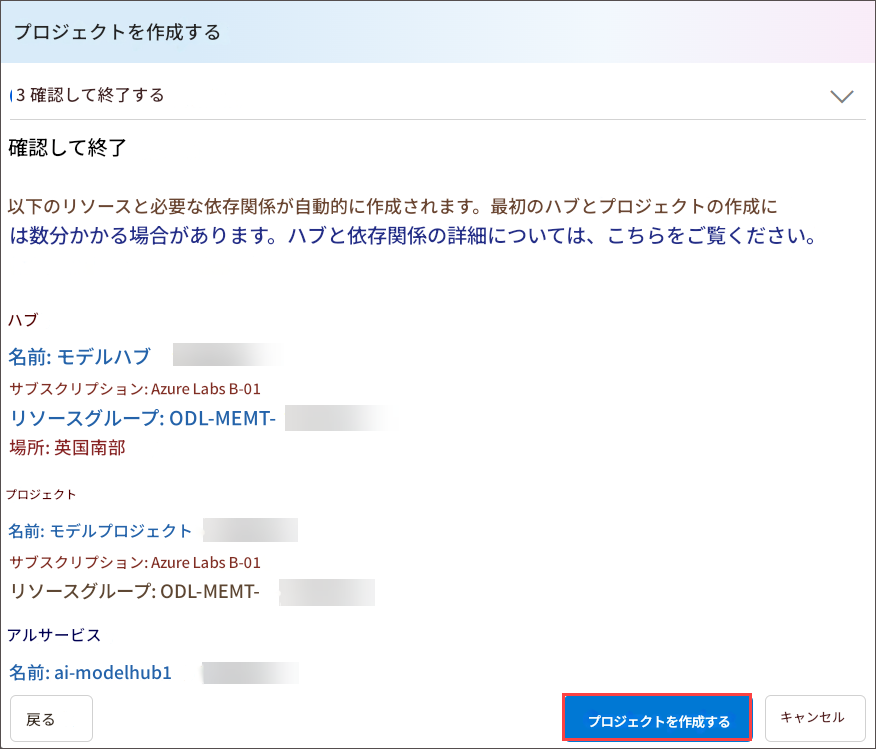 プロジェクトを作成する
3 確認して終了する
確認して終了
以下のリソースと必要な依存関係が自動的に作成されます。最初のハブとプロジェクトの作成に
は数分かかる場合があります。ハブと依存関係の詳細については、こちらをご覧ください。
ハブ
名前: モデルハブ
サブスクリプション: Azure Labs B-01
リソースグループ: ODL-MEMT-
場所: 英国南部
プロジェクト
名前: モデルプロジェクト
サブスクリプション: Azure Labs B-01
リソースグループ: ODL-MEMT-
アルサービス
名前: ai-modelhub1
戻る
プロジェクトを作成する
キャンセル